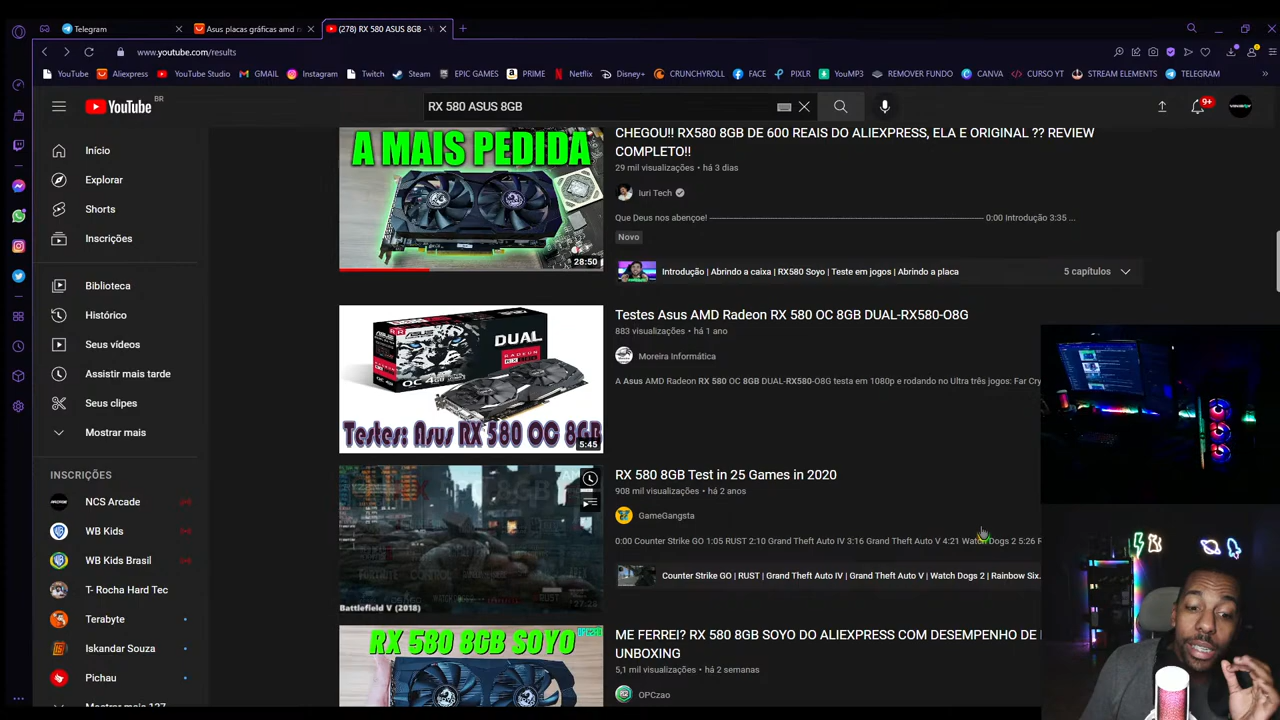 Telegram
Asus placas gráficas amd r
(278) RX 580 ASUS 8GB - Y
www.youtube.com/results
YouTube
Aliexpress
YouTube Studio
GMAIL
Instagram
Twitch
Steam
EPIC GAMES
PRIME
Netflix
Disney+
CRUNCHYROLL
FACE
PIXLR
YouMP3
REMOVER FUNDO
CANVA
CURSO YT
STREAM ELEMENTS
TELEGRAM
YouTube BR
RX 580 ASUS 8GB
9+
Início
Explorar
Shorts
Inscrições
Biblioteca
Histórico
Seus vídeos
Assistir mais tarde
Seus clipes
Mostrar mais
INSCRIÇÕES
NCS Arcade
WB Kids
WB Kids Brasil
T- Rocha Hard Tec
Terabyte
Iskandar Souza
Pichau
Mostrar mais 127
A MAIS PEDIDA
28:50
CHEGOU!! RX580 8GB DE 600 REAIS DO ALIEXPRESS, ELA E ORIGINAL ?? REVIEW
COMPLETO!!
29 mil visualizações • há 3 dias
Iuri Tech
Que Deus nos abençoe! 0:00 Introdução 3:35 ...
Novo
Introdução | Abrindo a caixa | RX580 Soyo | Teste em jogos | Abrindo a placa
5 capítulos
DUAL
RADEON
OC 4GB
Testes: Asus RX 580 OC 8GB
5:45
Testes Asus AMD Radeon RX 580 OC 8GB DUAL-RX580-O8G
883 visualizações • há 1 ano
Moreira Informática
A Asus AMD Radeon RX 580 OC 8GB DUAL-RX580-O8G testa em 1080p e rodando no Ultra três jogos: Far Cry
Battlefield V (2018)
RX 580 8GB Test in 25 Games in 2020
908 mil visualizações • há 2 anos
GameGangsta
0:00 Counter Strike GO 1:05 RUST 2:10 Grand Theft Auto IV 3:16 Grand Theft Auto V 4:21 Watch Dogs 2 5:26 R
Counter Strike GO | RUST | Grand Theft Auto IV | Grand Theft Auto V | Watch Dogs 2 | Rainbow Six.
RX 580 8GB SOYO
ME FERREI? RX 580 8GB SOYO DO ALIEXPRESS COM DESEMPENHO DE
UNBOXING
5,1 mil visualizações • há 2 semanas
OPCzao